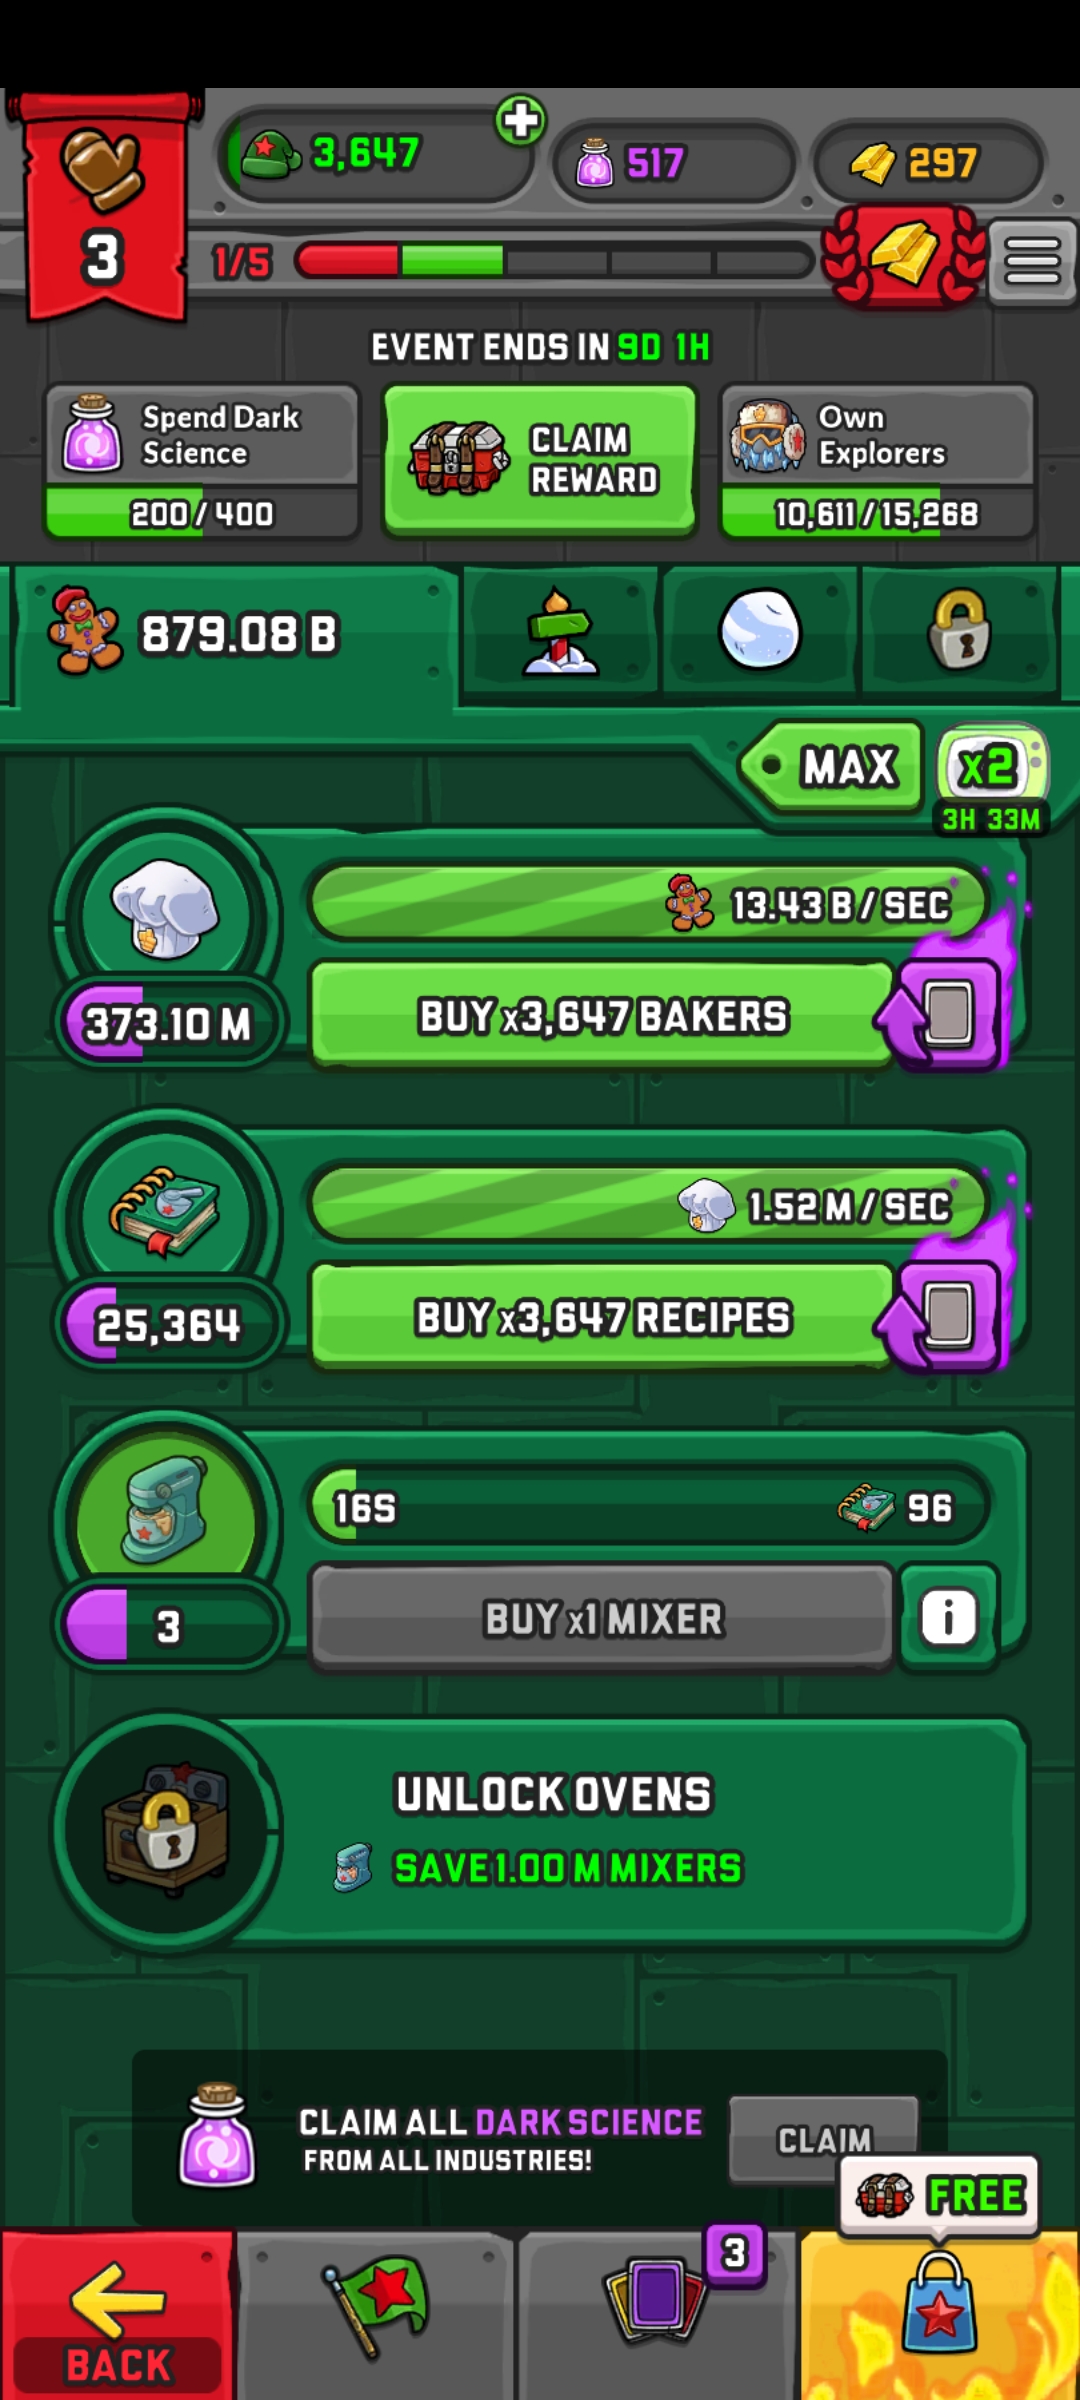 3,647
517
297
3
1/5
EVENT ENDS IN 9D 1H
Spend Dark
Science
200/400
CLAIM
REWARD
Own
Explorers
10,611/15,268
879.08 B
MAX
x2
3H 33M
13.43 B / SEC
373.10 M
BUY x3,647 BAKERS
1.52 M / SEC
25,364
BUY x3,647 RECIPES
16S
96
3
BUY x1 MIXER
i
UNLOCK OVENS
SAVE 1.00 M MIXERS
CLAIM ALL DARK SCIENCE
FROM ALL INDUSTRIES!
CLAIM
FREE
3
BACK